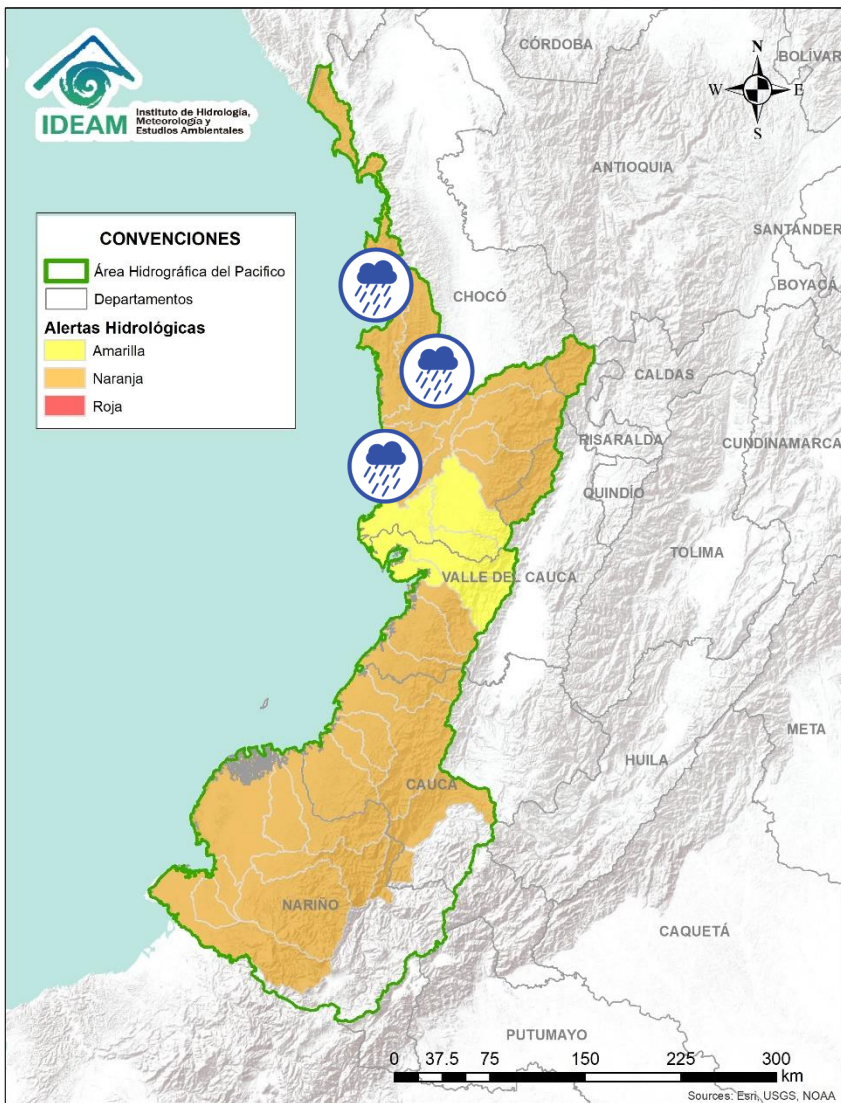 IDEAM
Instituto de Hidrología,
Meteorología y
Estudios Ambientales
CÓRDOBA
BOLÍVAR
N
W
E
S
ANTIOQUIA
SANTANDER
BOYACÁ
CONVENCIONES
Área Hidrográfica del Pacifico
Departamentos
Alertas Hidrológicas
Amarilla
Naranja
Roja
CHOCÓ
CALDAS
RISARALDA
CUNDINAMARCA
QUINDÍO
TOLIMA
VALLE DEL CAUCA
META
HUILA
CAUCA
NARIÑO
CAQUETÁ
PUTUMAYO
0 37.5 75 150 225 300
km
Sources: Esri, USGS, NOAA